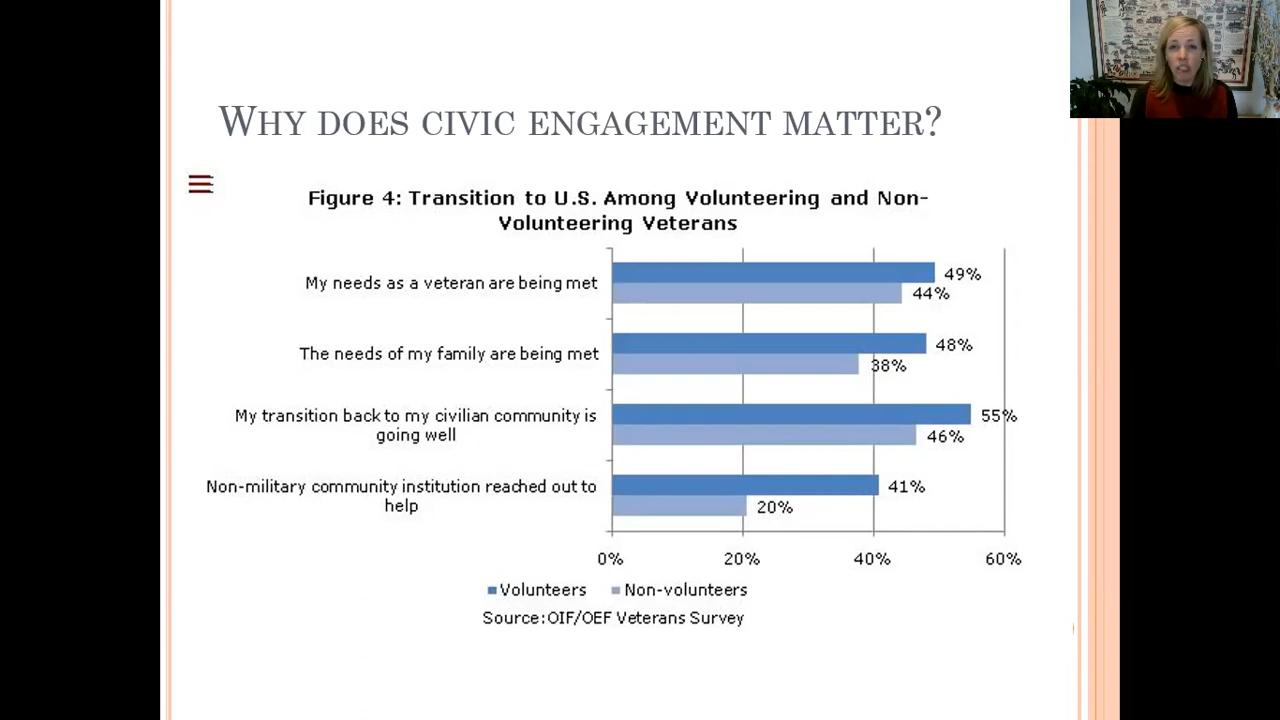 WHY DOES CIVIC ENGAGEMENT MATTER?
Figure 4: Transition to U.S. Among Volunteering and Non-
Volunteering Veterans
My needs as a veteran are being met
49%
44%
The needs of my family are being met
48%
38%
My transition back to my civilian community is
going well
55%
46%
Non-military community institution reached out to
help
41%
20%
0% 20% 40% 60%
Volunteers Non-volunteers
Source:OIF/OEF Veterans Survey